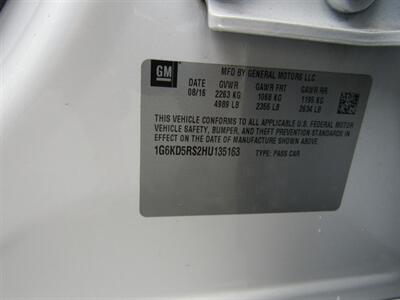 GM
MFD BY GENERAL MOTORS LLC
DATE GVWR GAWR FRT GAWR RR
08/16 2263 KG 1068 KG 1195 KG
4989 LB 2355 LB 2634 LB
THIS VEHICLE CONFORMS TO ALL APPLICABLE U.S. FEDERAL MOTOR
VEHICLE SAFETY, BUMPER, AND THEFT PREVENTION STANDARDS IN
EFFECT ON THE DATE OF MANUFACTURE SHOWN ABOVE.
1G6KD5RS2HU135163 TYPE: PASS CAR